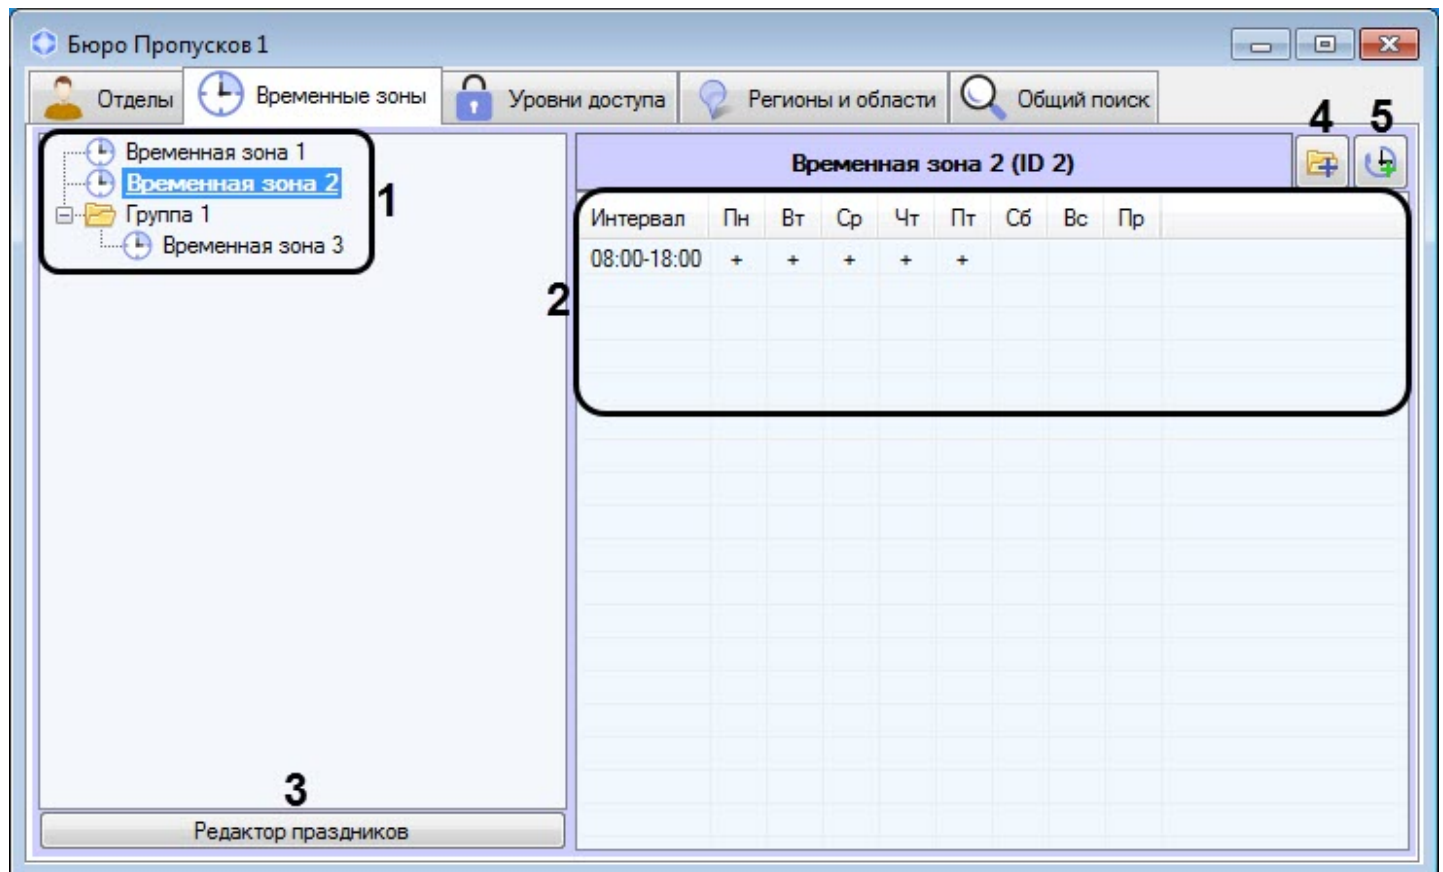 Бюро Пропусков 1
Отделы Временные зоны Уровни доступа Регионы и области Общий поиск
4 5
Временная зона 1
Временная зона 2
Группа 1
Временная зона 3
1
Временная зона 2 (ID 2)
Интервал Пн Вт Ср Чт Пт Сб Вс Пр
08:00-18:00 + + + + +
2
3
Редактор праздников